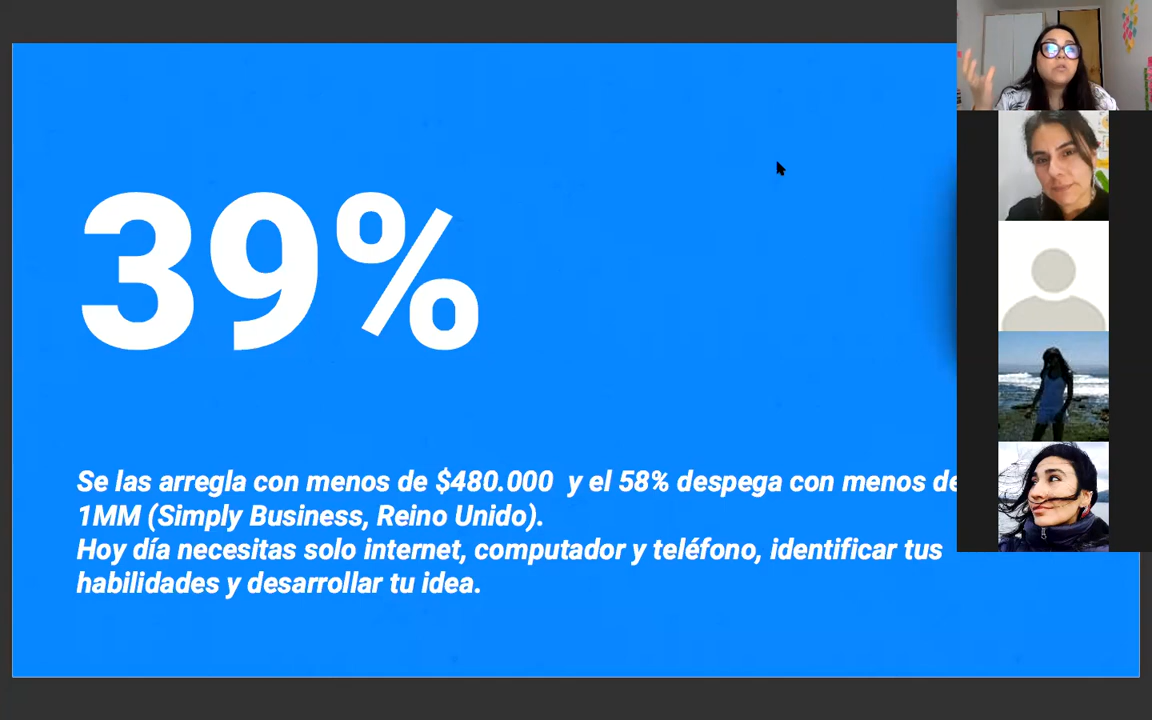 39%
Se las arregla con menos de $480.000 y el 58% despega con menos de
1MM (Simply Business, Reino Unido).
Hoy día necesitas solo internet, computador y teléfono, identificar tus
habilidades y desarrollar tu idea.